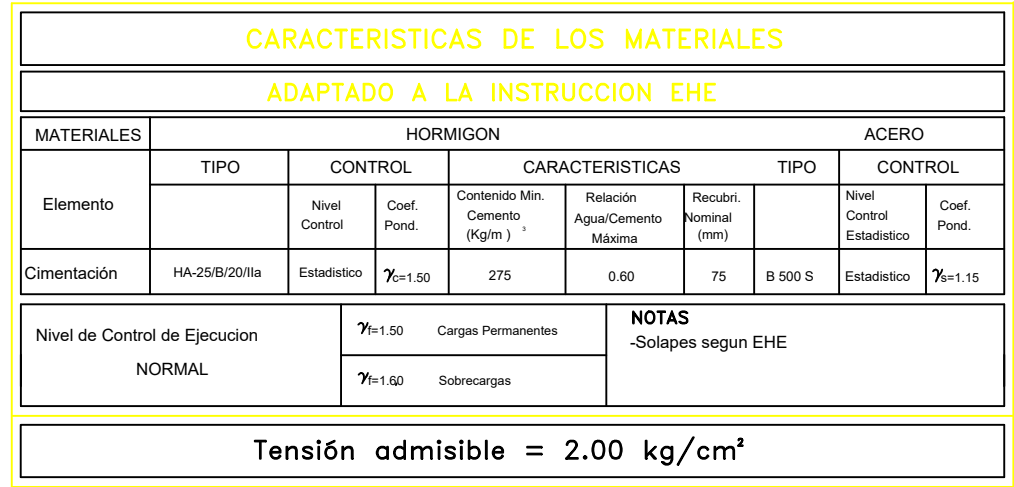 CARACTERISTICAS DE LOS MATERIALES
ADAPTADO A LA INSTRUCCION EHE
MATERIALES HORMIGON ACERO
Elemento TIPO CONTROL CARACTERISTICAS TIPO CONTROL
Nivel Control Coef. Pond. Contenido Min. Cemento (Kg/m ) ³ Relación Agua/Cemento Máxima Recubri. Nominal (mm) Nivel Control Estadistico Coef. Pond.
Cimentación HA-25/B/20/IIa Estadistico γc=1.50 275 0.60 75 B 500 S Estadistico γs=1.15
Nivel de Control de Ejecucion
NORMAL
γf=1.50 Cargas Permanentes
γf=1.60 Sobrecargas
NOTAS
-Solapes segun EHE
Tensión admisible = 2.00 kg/cm²